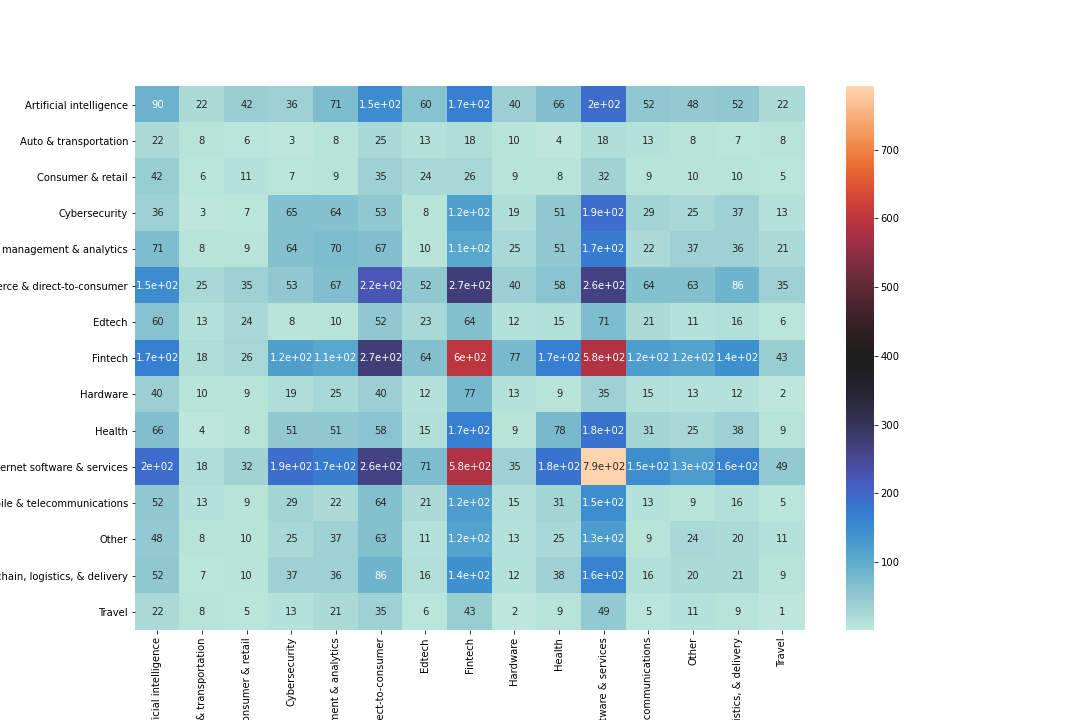 Artificial intelligence 90 22 42 36 71 1.5e+02 60 1.7e+02 40 66 2e+02 52 48 52 22
Auto & transportation 22 8 6 3 8 25 13 18 10 4 18 13 8 7 8
700
Consumer & retail 42 6 11 7 9 35 24 26 9 8 32 9 10 10 5
Cybersecurity 36 3 7 65 64 53 8 1.2e+02 19 51 1.9e+02 29 25 37 13
600
management & analytics 71 8 9 64 70 67 10 1.1e+02 25 51 1.7e+02 22 37 36 21
500
rce & direct-to-consumer 1.5e+02 25 35 53 67 2.2e+02 52 2.7e+02 40 58 2.6e+02 64 63 86 35
Edtech 60 13 24 8 10 52 23 64 12 15 71 21 11 16 6
400
Fintech 1.7e+02 18 26 1.2e+02 1.1e+02 2.7e+02 64 6e+02 77 1.7e+02 5.8e+02 1.2e+02 1.2e+02 1.4e+02 43
Hardware 40 10 9 19 25 40 12 77 13 9 35 15 13 12 2
300
Health 66 4 8 51 51 58 15 1.7e+02 9 78 1.8e+02 31 25 38 9
ernet software & services 2e+02 18 32 1.9e+02 1.7e+02 2.6e+02 71 5.8e+02 35 1.8e+02 7.9e+02 1.5e+02 1.3e+02 1.6e+02 49
200
ile & telecommunications 52 13 9 29 22 64 21 1.2e+02 15 31 1.5e+02 13 9 16 5
Other 48 8 10 25 37 63 11 1.2e+02 13 25 1.3e+02 9 24 20 11
100
chain, logistics, & delivery 52 7 10 37 36 86 16 1.4e+02 12 38 1.6e+02 16 20 21 9
Travel 22 8 5 13 21 35 6 43 2 9 49 5 11 9 1
icial intelligence
& transportation
onsumer & retail
Cybersecurity
ment & analytics
ect-to-consumer
Edtech
Fintech
Hardware
Health
tware & services
communications
Other
istics, & delivery
Travel